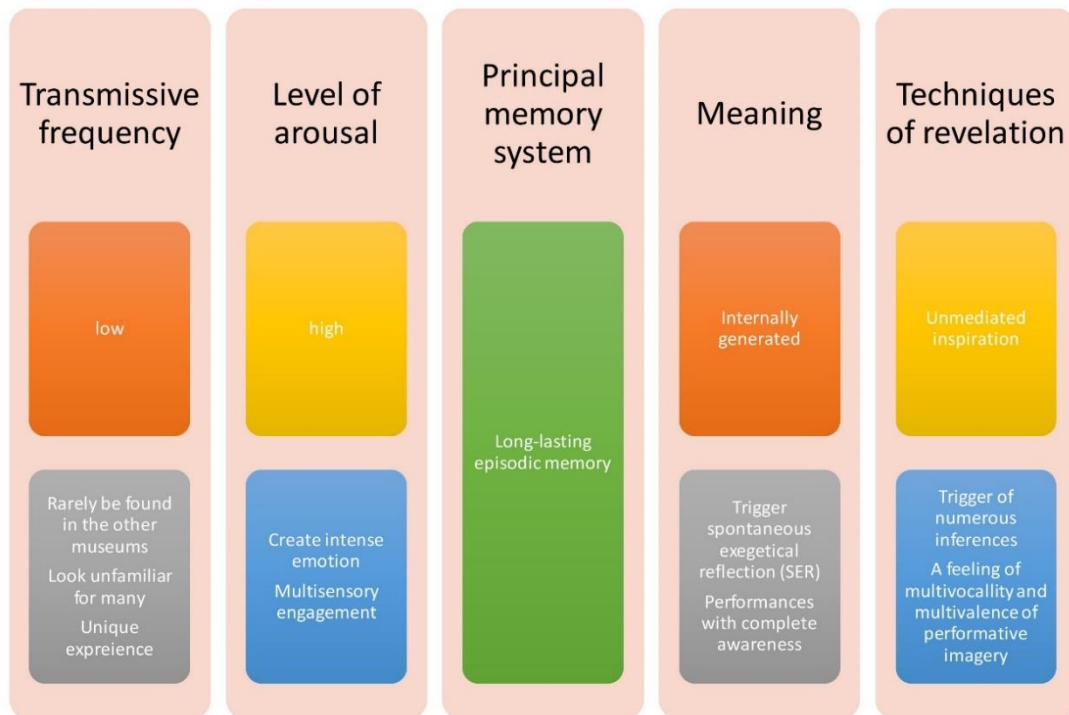 Transmissive
frequency
low
Rarely be found
in the other
museums
Look unfamiliar
for many
Unique
expreience
Level of
arousal
high
Create intense
emotion
Multisensory
engagement
Principal
memory
system
Long-lasting
episodic memory
Meaning
Internally
generated
Trigger
spontaneous
exegetical
reflection (SER)
Performances
with complete
awareness
Techniques
of revelation
Unmediated
inspiration
Trigger of
numerous
inferences
A feeling of
multivocallity and
multivalence of
performative
imagery